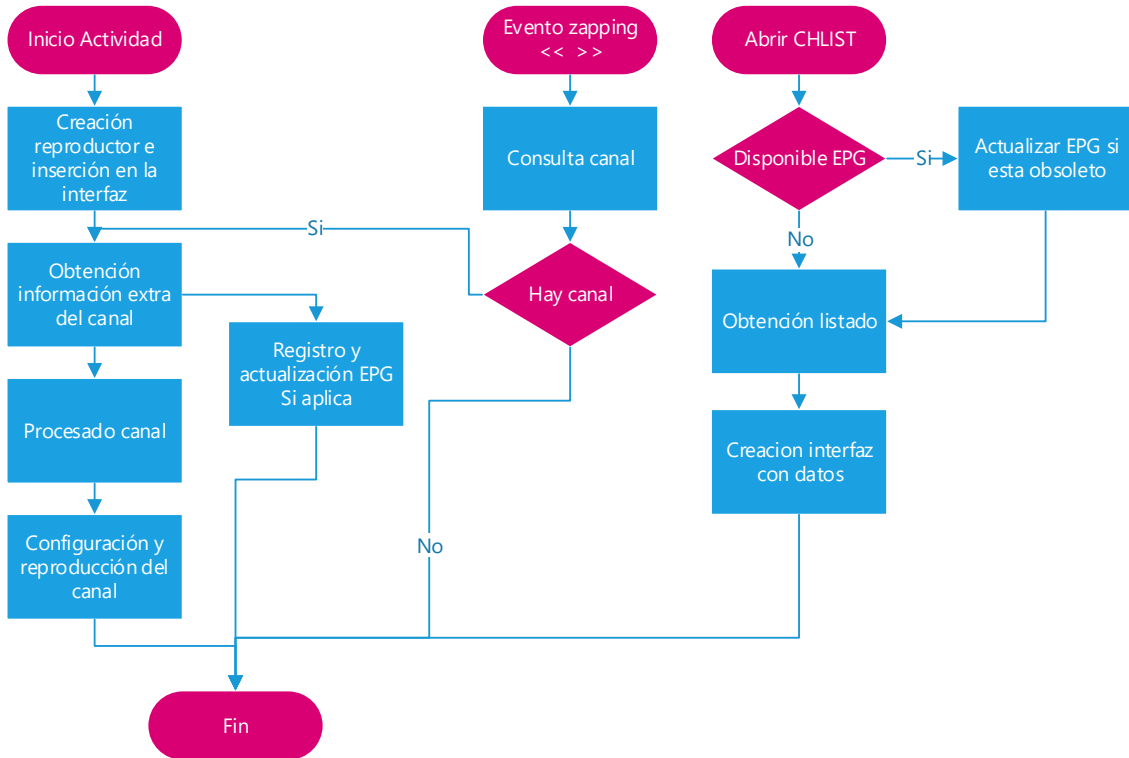 Inicio Actividad
Creación
reproductor e
inserción en la
interfaz
Obtención
información extra
del canal
Registro y
actualización EPG
Si aplica
Procesado canal
Configuración y
reproducción del
canal
Evento zapping
<< >>
Consulta canal
Hay canal
Si
No
Abrir CHLIST
Disponible EPG
Si
Actualizar EPG si
esta obsoleto
No
Obtención listado
Creacion interfaz
con datos
Fin